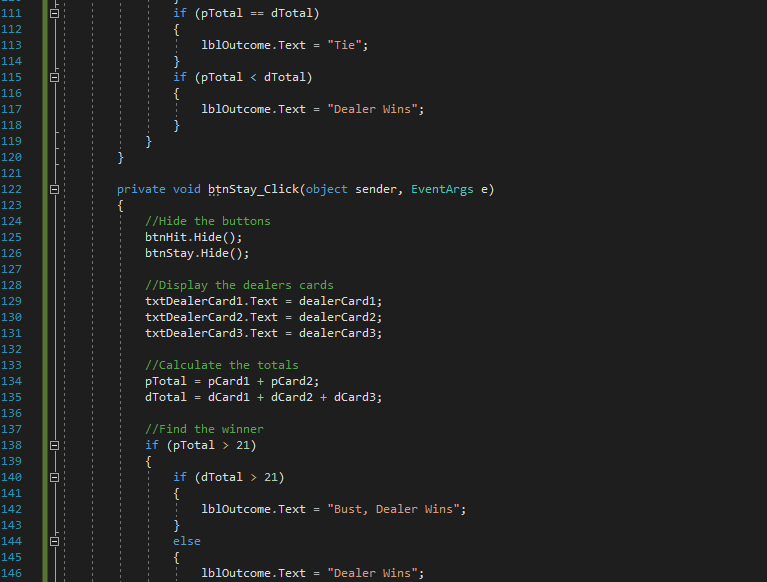 111 if (pTotal == dTotal)
112 {
113 lblOutcome.Text = "Tie";
114 }
115 if (pTotal < dTotal)
116 {
117 lblOutcome.Text = "Dealer Wins";
118 }
119 }
120 }
121
122 private void btnStay_Click(object sender, EventArgs e)
123 {
124 //Hide the buttons
125 btnHit.Hide();
126 btnStay.Hide();
127
128 //Display the dealers cards
129 txtDealerCard1.Text = dealerCard1;
130 txtDealerCard2.Text = dealerCard2;
131 txtDealerCard3.Text = dealerCard3;
132
133 //Calculate the totals
134 pTotal = pCard1 + pCard2;
135 dTotal = dCard1 + dCard2 + dCard3;
136
137 //Find the winner
138 if (pTotal > 21)
139 {
140 if (dTotal > 21)
141 {
142 lblOutcome.Text = "Bust, Dealer Wins";
143 }
144 else
145 {
146 lblOutcome.Text = "Dealer Wins";